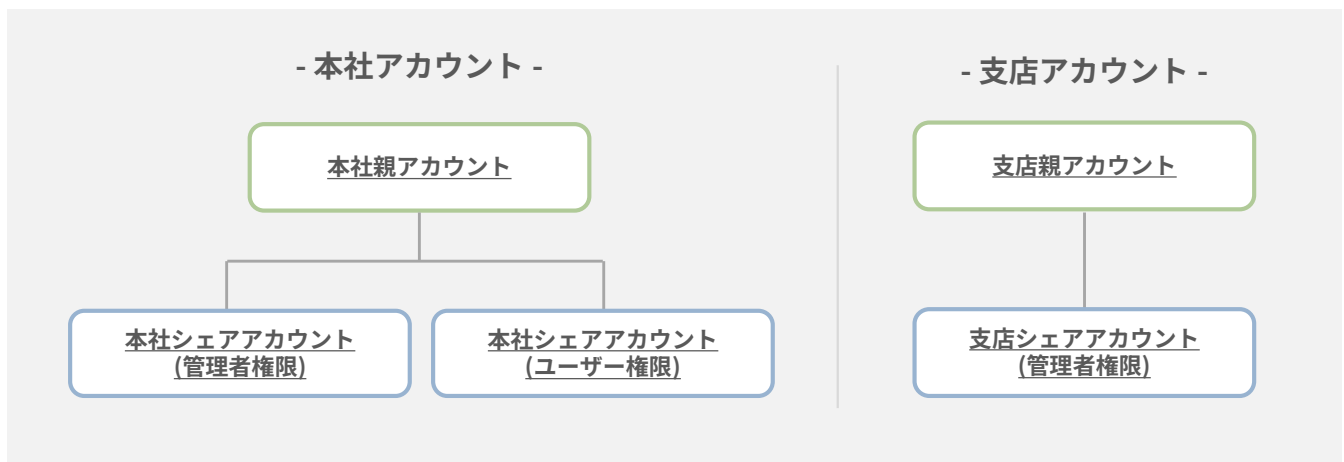 - 本社アカウント -
本社親アカウント
本社シェアアカウント
(管理者権限)
本社シェアアカウント
(ユーザー権限)
- 支店アカウント -
支店親アカウント
支店シェアアカウント
(管理者権限)